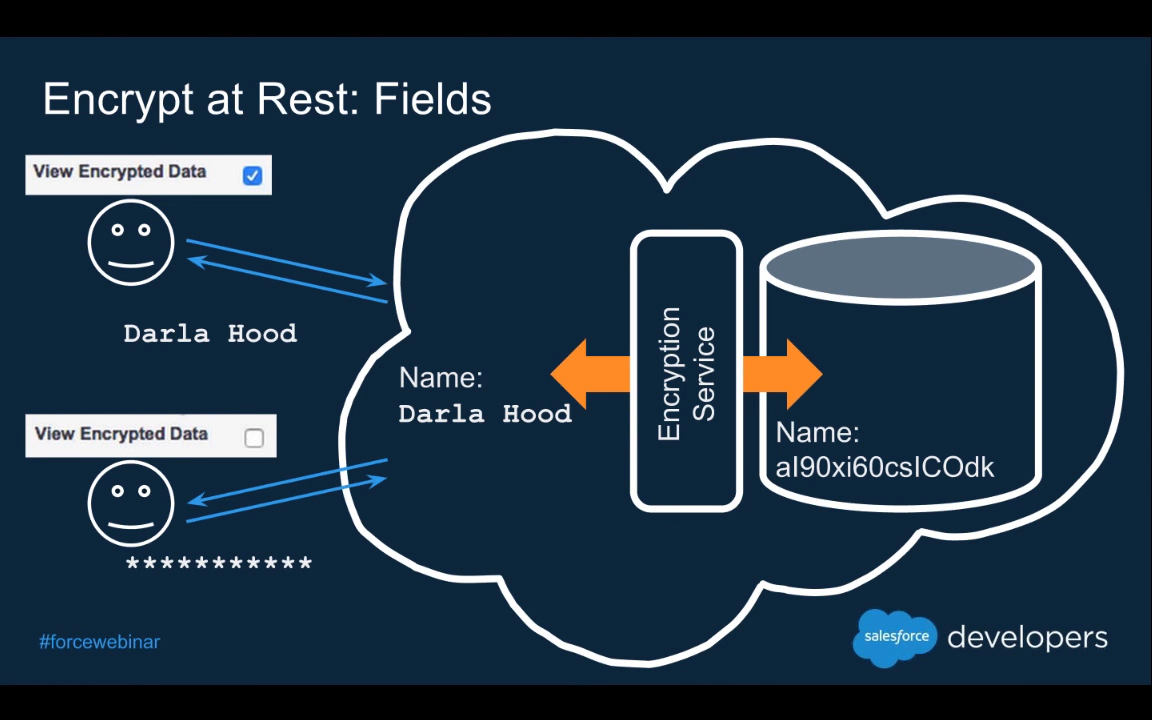 Encrypt at Rest: Fields
View Encrypted Data
Darla Hood
View Encrypted Data
***********
Name:
Darla Hood
Encryption
Service
Name:
al90xi60cslCOdk
#forcewebinar
salesforce developers